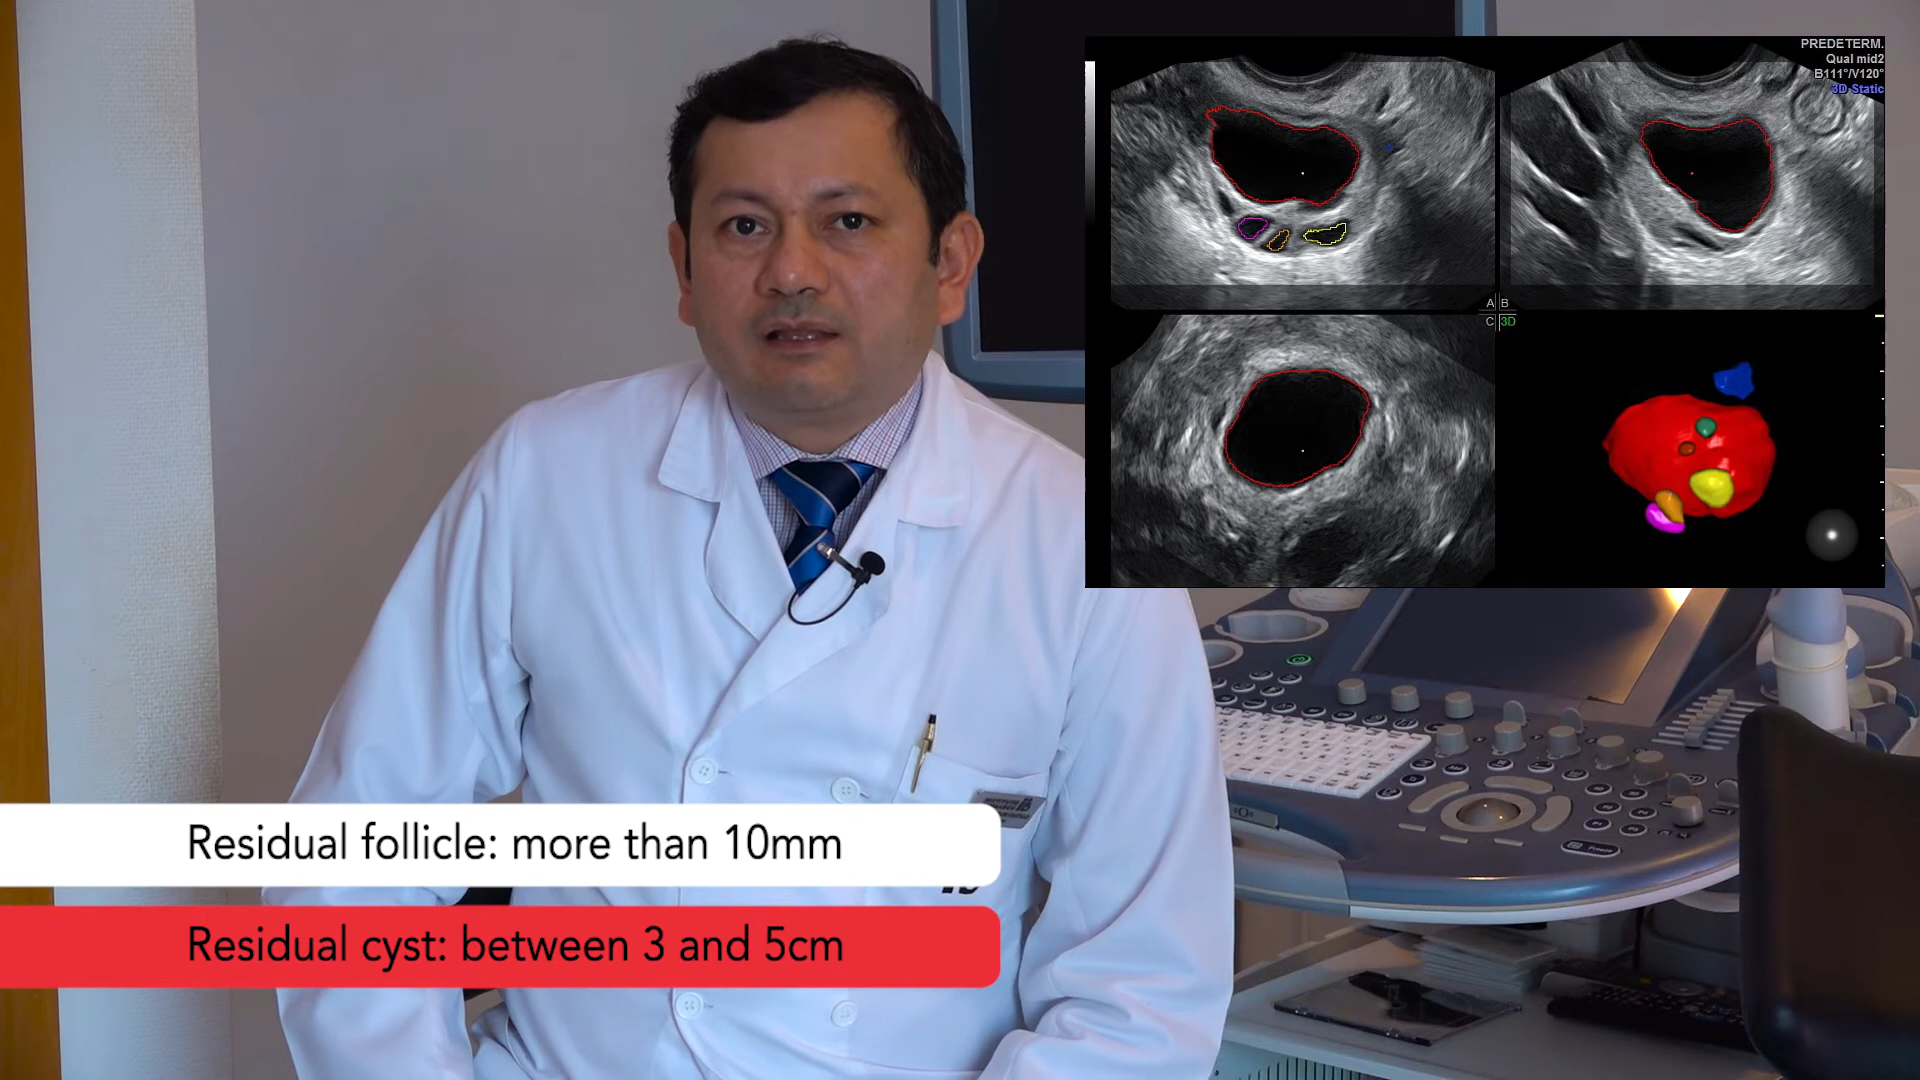 PREDETERM.
Qual mid2
B111°/V120°
3D Static
A B
C 3D
Residual follicle: more than 10mm
Residual cyst: between 3 and 5cm